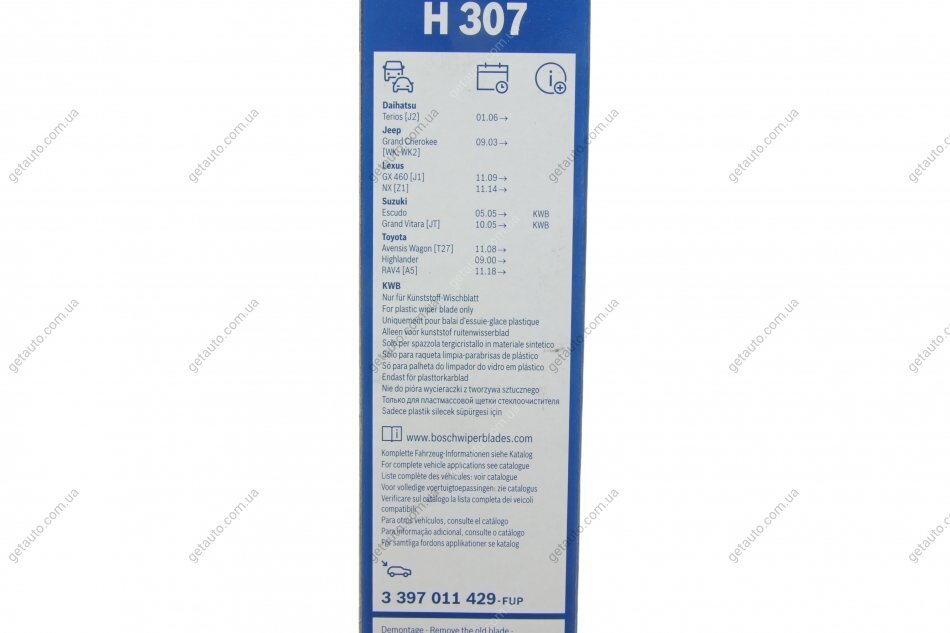 H 307
Daihatsu
Terios [J2] 01.06→
Jeep
Grand Cherokee 09.03→
[WK, WK2]
Lexus
GX 460 [J1] 11.09→
NX [Z1] 11.14→
Suzuki
Escudo 05.05→ KWB
Grand Vitara [JT] 10.05→ KWB
Toyota
Avensis Wagon [T27] 11.08→
Highlander 09.00→
RAV4 [A5] 11.18→
KWB
Nur für Kunststoff-Wischblatt
For plastic wiper blade only
Uniquement pour balai d'essuie-glace plastique
Alleen voor kunststof ruitenwisserblad
Solo per spazzola tergicristallo in materiale sintetico
Sólo para raqueta limpia-parabrisas de plástico
Só para palheta do limpador do vidro em plástico
Endast för plasttorkarblad
Nie do pióra wycieraczki z tworzywa sztucznego
Только для пластмассовой щетки стеклоочистителя
Sadece plastik silecek süpürgesi için
www.boschwiperblades.com
Komplette Fahrzeug-Informationen siehe Katalog
For complete vehicle applications see catalogue
Liste complète des véhicules: voir catalogue
Voor volledige voertuigtoepassingen: zie catalogus
Verificare sul catalogo la lista completa dei veicoli
compatibili
Para otros vehículos, consulte el catálogo
Para informação adicional, consulte o catálogo
För samtliga fordons applikationer se katalog
3 397 011 429-FUP
Demontage - Remove the old blade -
getauto.com.ua